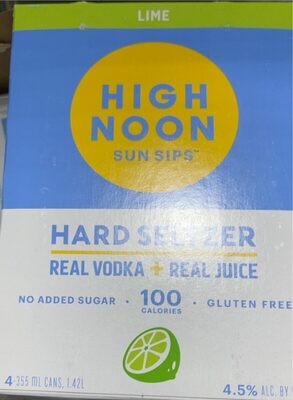 LIME
HIGH
NOON
SUN SIPS™
HARD SELTZER
REAL VODKA + REAL JUICE
NO ADDED SUGAR • 100 CALORIES • GLUTEN FREE
4-355 ML CANS, 1.42L
4.5% ALC. BY